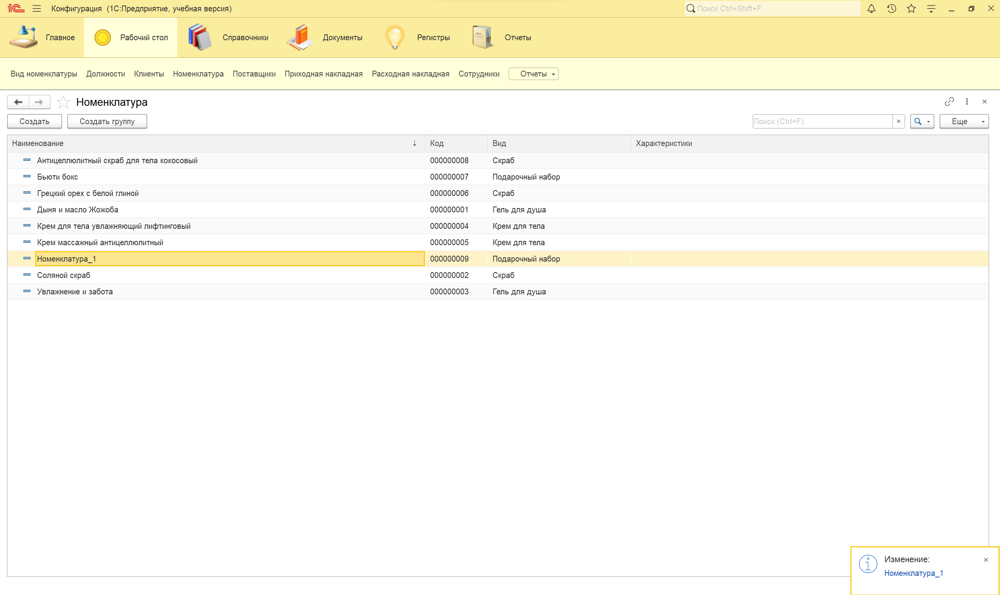 1С Конфигурация (1С:Предприятие, учебная версия) Поиск Ctrl+Shift+F
Главное Рабочий стол Справочники Документы Регистры Отчеты
Вид номенклатуры Должности Клиенты Номенклатура Поставщики Приходная накладная Расходная накладная Сотрудники Отчеты
Номенклатура
Создать Создать группу Поиск (Ctrl+F) Еще
Наименование Код Вид Характеристики
Антицеллюлитный скраб для тела кокосовый 000000008 Скраб
Бьюти бокс 000000007 Подарочный набор
Грецкий орех с белой глиной 000000006 Скраб
Дыня и масло Жожоба 000000001 Гель для душа
Крем для тела увлажняющий лифтинговый 000000004 Крем для тела
Крем массажный антицеллюлитный 000000005 Крем для тела
Номенклатура_1 000000009 Подарочный набор
Соляной скраб 000000002 Скраб
Увлажнение и забота 000000003 Гель для душа
Изменение:
Номенклатура_1